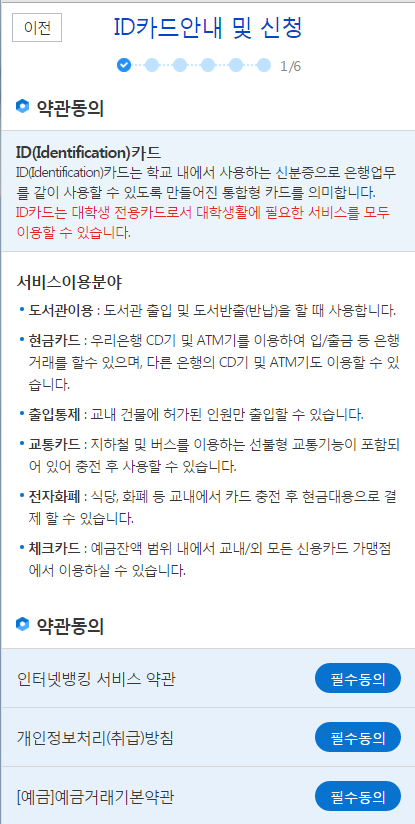 이전
ID카드안내 및 신청
1/6
약관동의
ID(Identification)카드
ID(Identification)카드는 학교 내에서 사용하는 신분증으로 은행업무
를 같이 사용할 수 있도록 만들어진 통합형 카드를 의미합니다.
ID카드는 대학생 전용카드로서 대학생활에 필요한 서비스를 모두
이용할 수 있습니다.
서비스이용분야
• 도서관이용 : 도서관 출입 및 도서반출(반납)을 할 때 사용합니다.
• 현금카드 : 우리은행 CD기 및 ATM기를 이용하여 입/출금 등 은행
거래를 할수 있으며, 다른 은행의 CD기 및 ATM기도 이용할 수 있
습니다.
• 출입통제 : 교내 건물에 허가된 인원만 출입할 수 있습니다.
• 교통카드 : 지하철 및 버스를 이용하는 선불형 교통기능이 포함되
어 있어 충전 후 사용할 수 있습니다.
• 전자화폐 : 식당, 화폐 등 교내에서 카드 충전 후 현금대용으로 결
제 할 수 있습니다.
• 체크카드 : 예금잔액 범위 내에서 교내/외 모든 신용카드 가맹점
에서 이용하실 수 있습니다.
약관동의
인터넷뱅킹 서비스 약관 필수동의
개인정보처리(취급)방침 필수동의
[예금]예금거래기본약관 필수동의